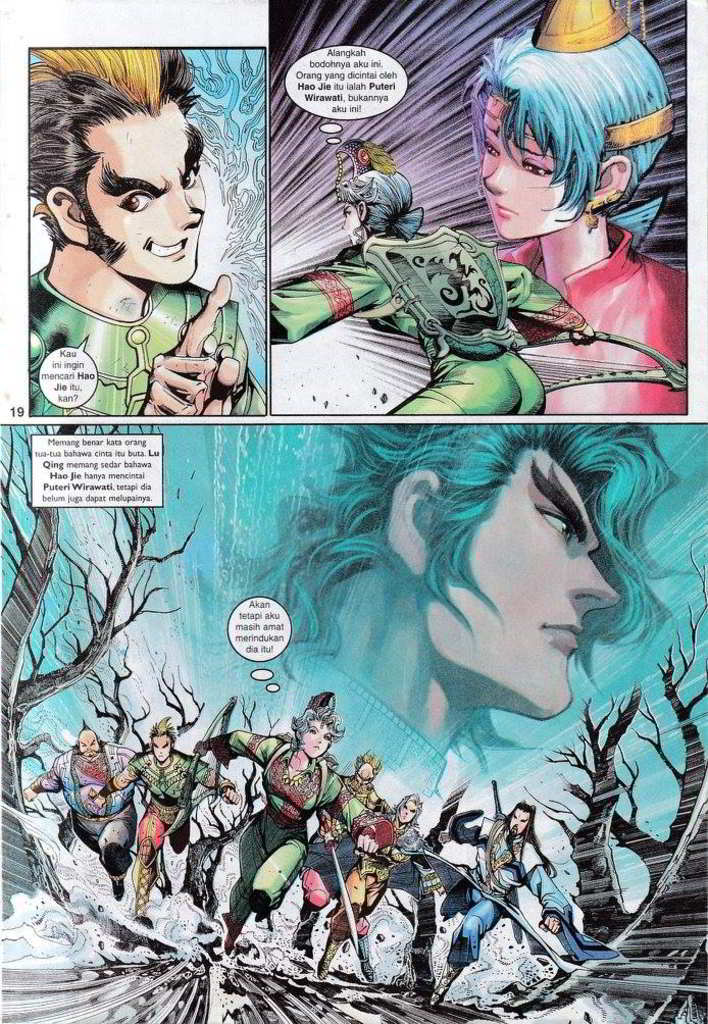 Kau
ini ingin
mencari Hao
Jie itu,
kan?
Alangkah
bodohnya aku ini.
Orang yang dicintai oleh
Hao Jie itu ialah Puteri
Wirawati, bukannya
aku ini!
19
Memang benar kata orang
tua-tua bahawa cinta itu buta. Lu
Qing memang sedar bahawa
Hao Jie hanya mencintai
Puteri Wirawati, tetapi dia
belum juga dapat melupainya.
Akan
tetapi aku
masih amat
merindukan
dia itu!